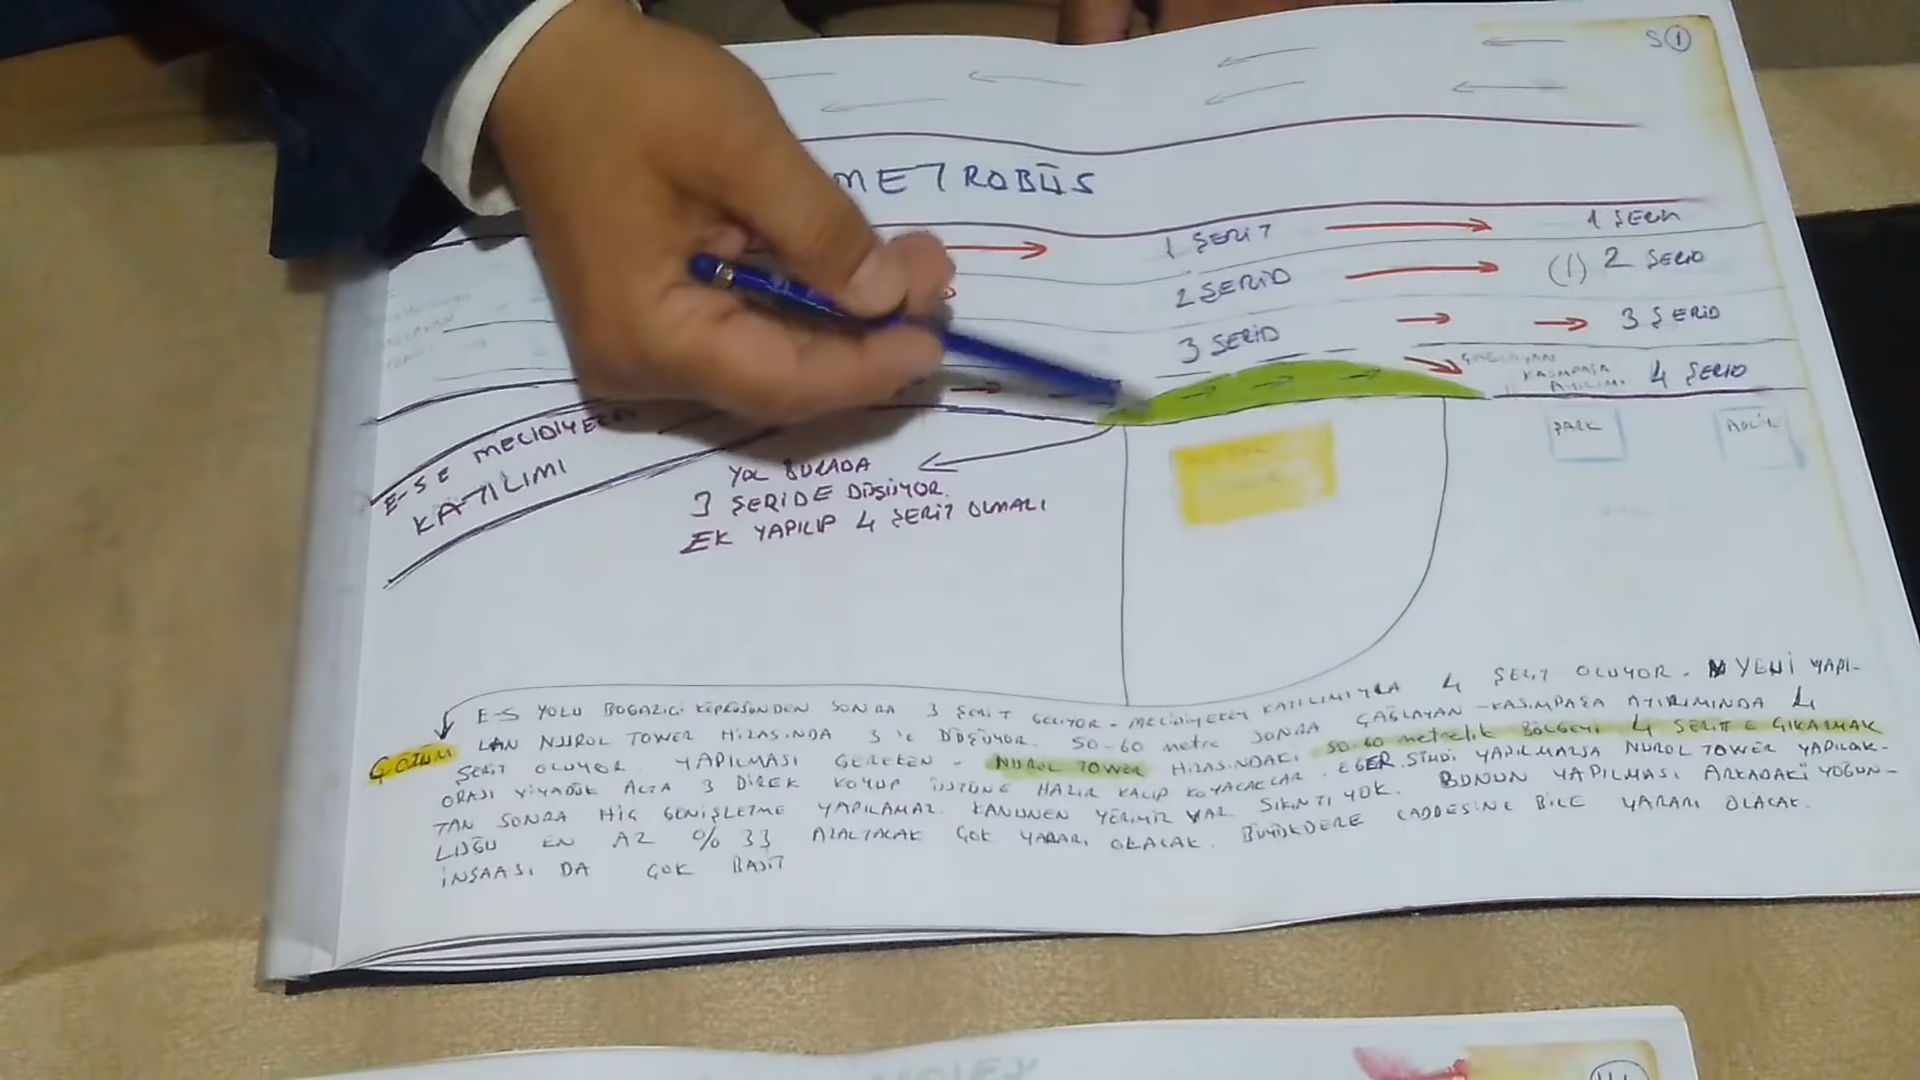 S 1
METROBÜS
1 ŞERİT
1 ŞERİT
2 ŞERİD
(1) 2 ŞERİD
3 ŞERİD
3 ŞERİD
ÇAĞLAYAN
KASIMPAŞA
AYIRIMI
4 ŞERİD
PARK
E-5 E MECİDİYEKÖY
KATILIMI
YOL BURADA
3 ŞERİDE DÜŞÜYOR.
EK YAPILIP 4 ŞERİT OLMALI
E-5 YOLU BOĞAZİÇİ KÖPRÜSÜNDEN SONRA 3 ŞERİT GELİYOR - MECİDİYEKÖY KATILIMIYLA 4 ŞERİT OLUYOR. YENİ YAPI-
ÇÖZÜM LAN NUROL TOWER HİZASINDA 3 'E DÜŞÜYOR. 50-60 metre SONRA ÇAĞLAYAN-KASIMPAŞA AYIRIMINDA 4
ŞERİT OLUYOR. YAPILMASI GEREKEN - NUROL TOWER HİZASINDAKİ 50-60 metrelik BÖLGEYİ 4 ŞERİT E ÇIKARMAK
ORASI VİYADÜK ALTA 3 DİREK KOYUP ÜSTÜNE HAZIR KALIP KOYACAKLAR. EĞER ŞİMDİ YAPILMAZSA NUROL TOWER YAPILDIK-
TAN SONRA HİÇ GENİŞLETME YAPILAMAZ. KANUNEN YERİMİZ VAR SIKINTI YOK. BUNUN YAPILMASI ARKADAKİ YOĞUN-
LUĞU EN AZ %33 AZALTACAK ÇOK YARARI OLACAK. BÜYÜKDERE CADDESİNE BİLE YARARI OLACAK.
İNŞAASI DA ÇOK BASİT